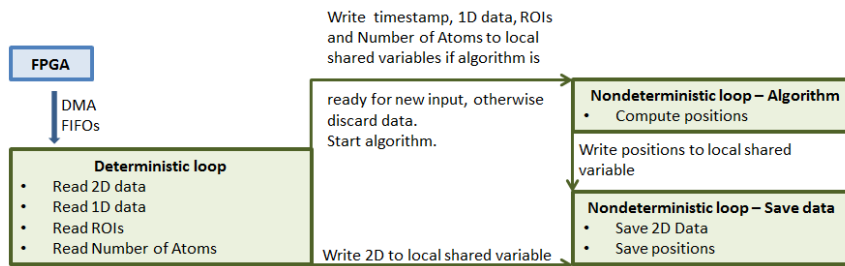 Write timestamp, 1D data, ROIs
and Number of Atoms to local
shared variables if algorithm is
FPGA
DMA
FIFOs
ready for new input, otherwise
discard data.
Start algorithm.
Nondeterministic loop – Algorithm
• Compute positions
Write positions to local shared
variable
Deterministic loop
• Read 2D data
• Read 1D data
• Read ROIs
• Read Number of Atoms
Nondeterministic loop – Save data
• Save 2D Data
• Save positions
Write 2D to local shared variable